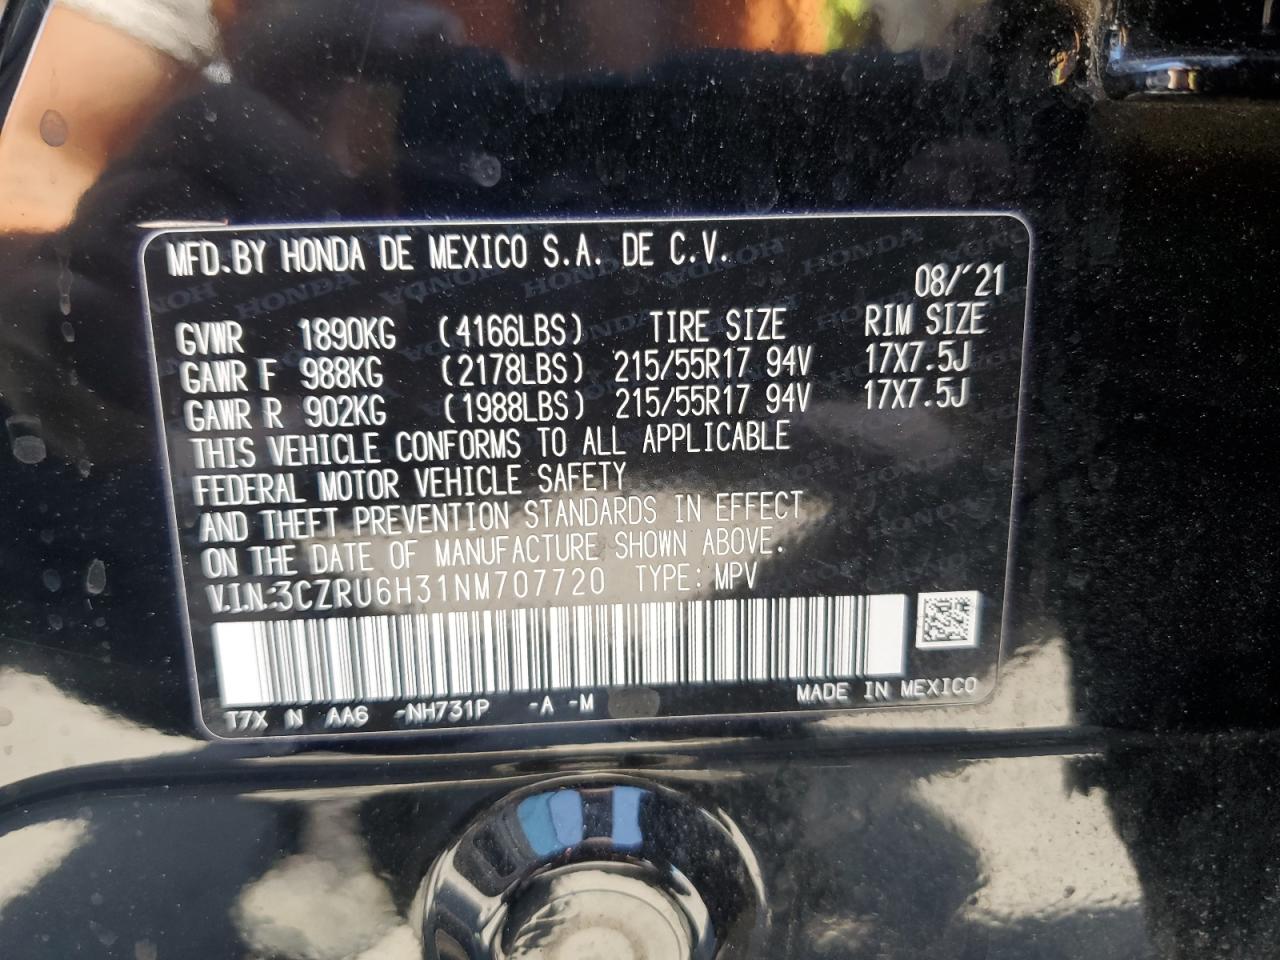 MFD.BY HONDA DE MEXICO S.A. DE C.V.
08/'21
GVWR 1890KG (4166LBS) TIRE SIZE RIM SIZE
GAWR F 988KG (2178LBS) 215/55R17 94V 17X7.5J
GAWR R 902KG (1988LBS) 215/55R17 94V 17X7.5J
THIS VEHICLE CONFORMS TO ALL APPLICABLE
FEDERAL MOTOR VEHICLE SAFETY
AND THEFT PREVENTION STANDARDS IN EFFECT
ON THE DATE OF MANUFACTURE SHOWN ABOVE.
V.I.N.:3CZRU6H31NM707720 TYPE: MPV
T7X N AA6 -NH731P -A -M MADE IN MEXICO